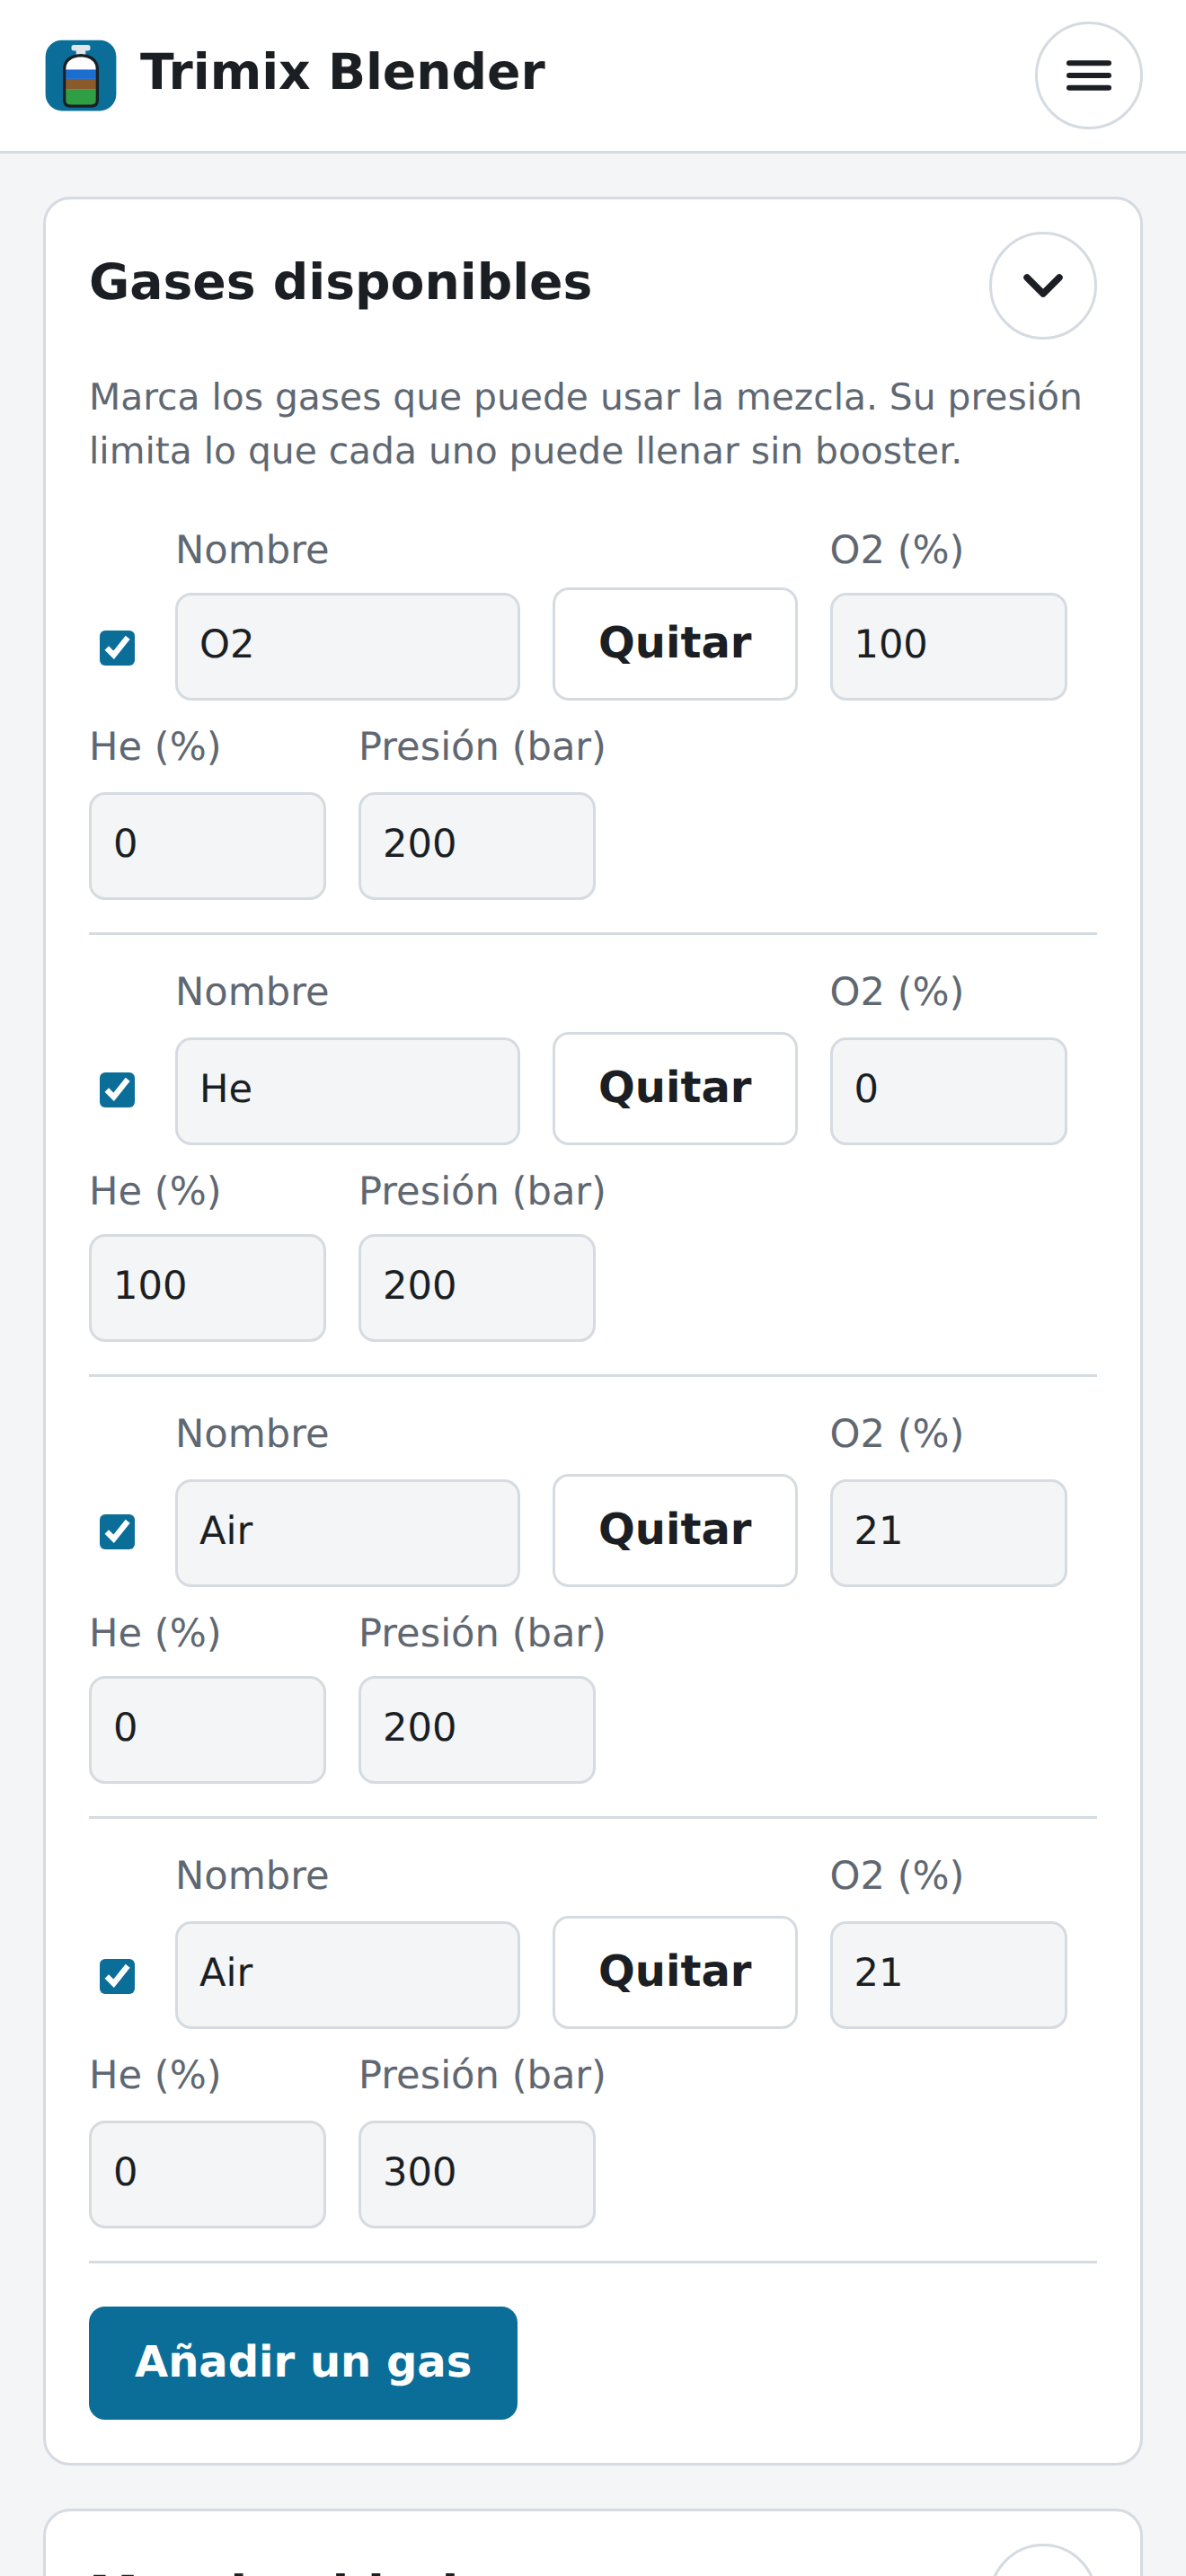 Trimix Blender
Gases disponibles
Marca los gases que puede usar la mezcla. Su presión
limita lo que cada uno puede llenar sin booster.
Nombre O2 (%)
O2 Quitar 100
He (%) Presión (bar)
0 200
Nombre O2 (%)
He Quitar 0
He (%) Presión (bar)
100 200
Nombre O2 (%)
Air Quitar 21
He (%) Presión (bar)
0 200
Nombre O2 (%)
Air Quitar 21
He (%) Presión (bar)
0 300
Añadir un gas